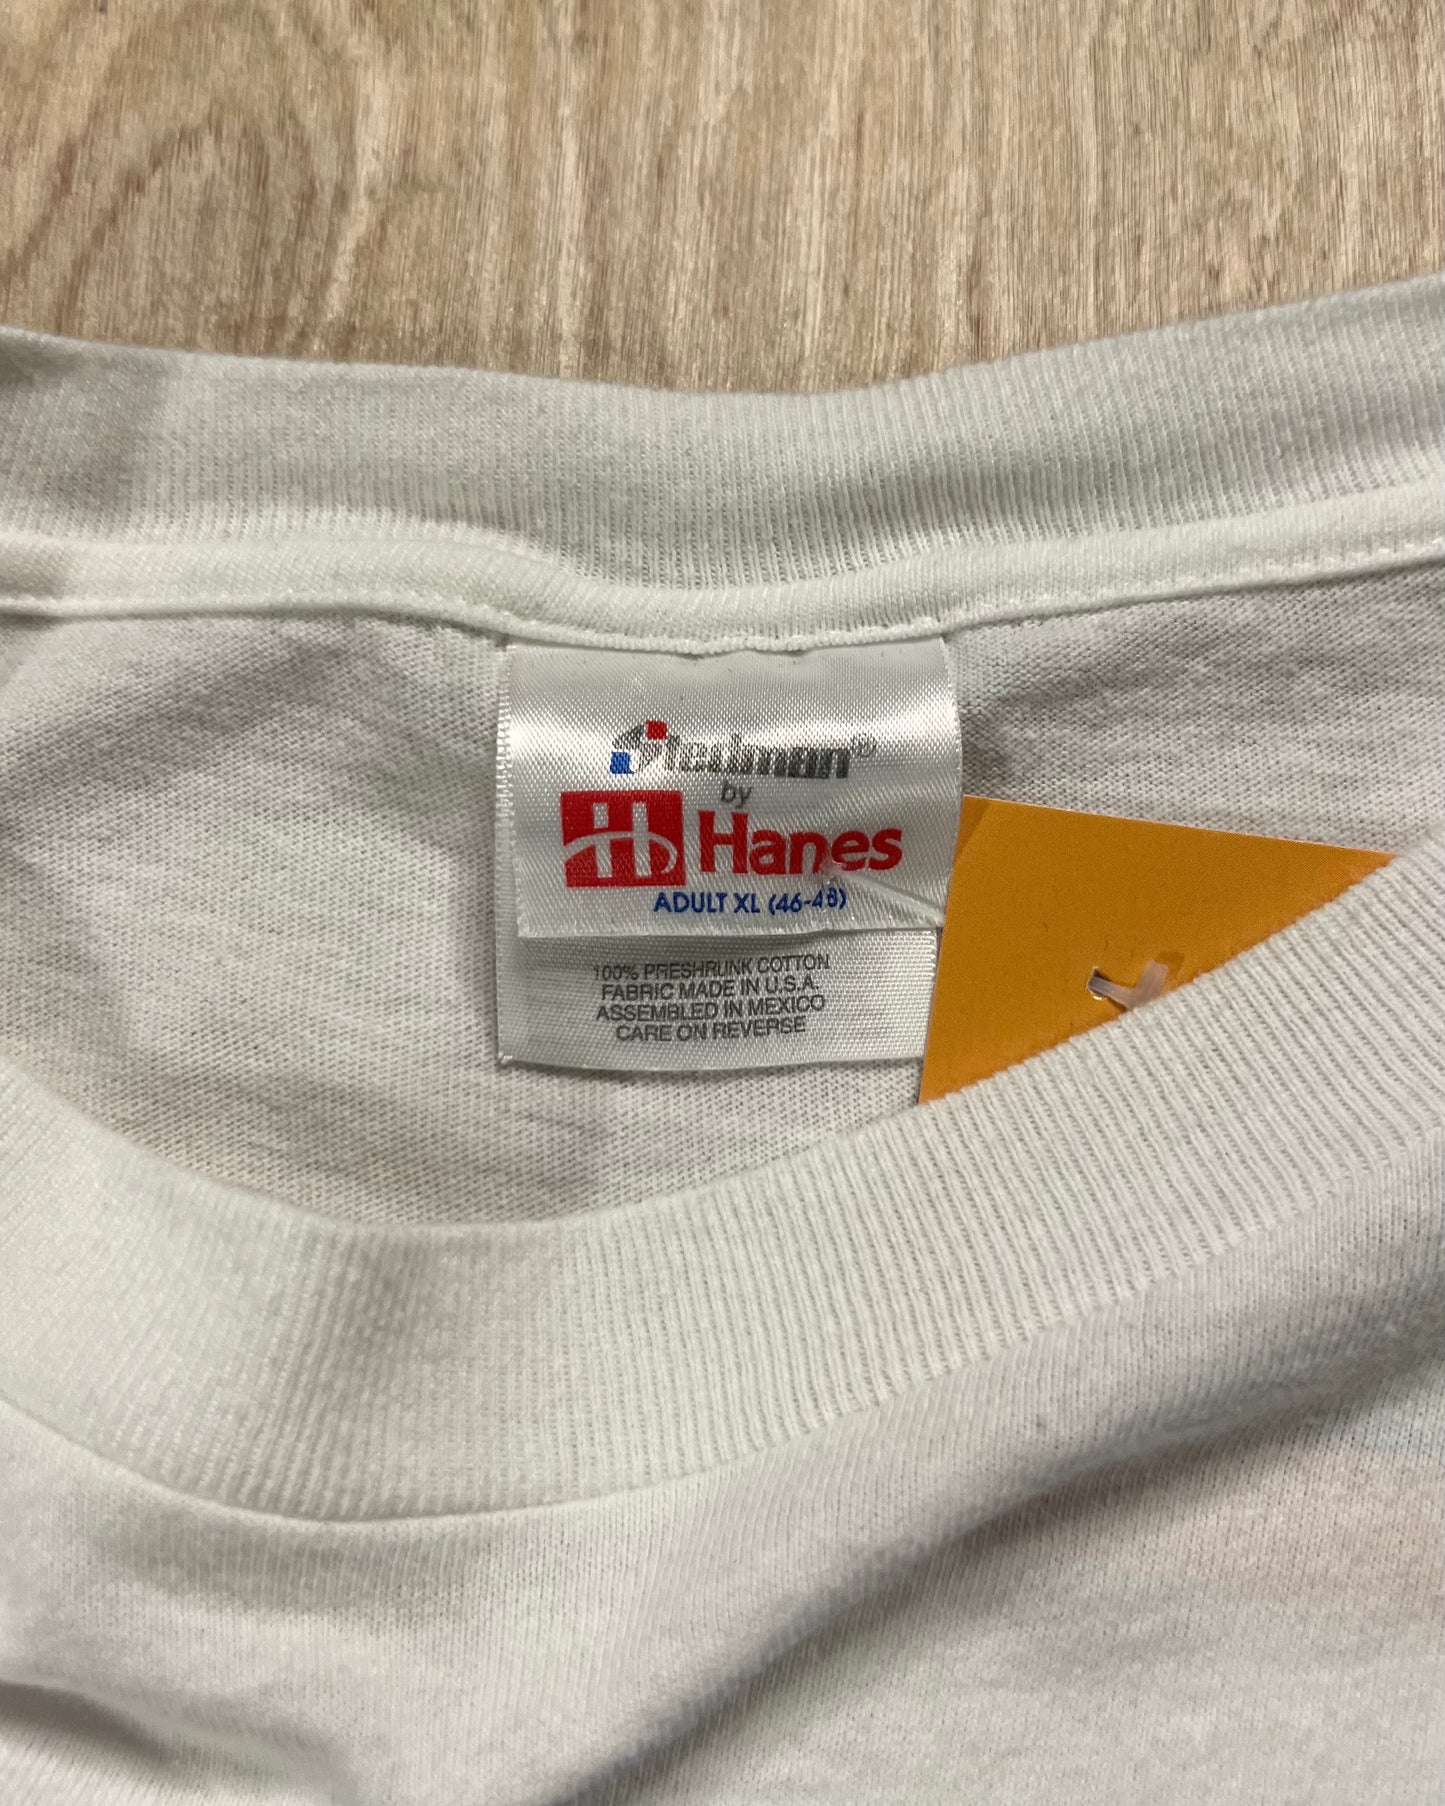 Stedman®
by
H Hanes
ADULT XL (46-48)
100% PRESHRUNK COTTON
FABRIC MADE IN U.S.A.
ASSEMBLED IN MEXICO
CARE ON REVERSE